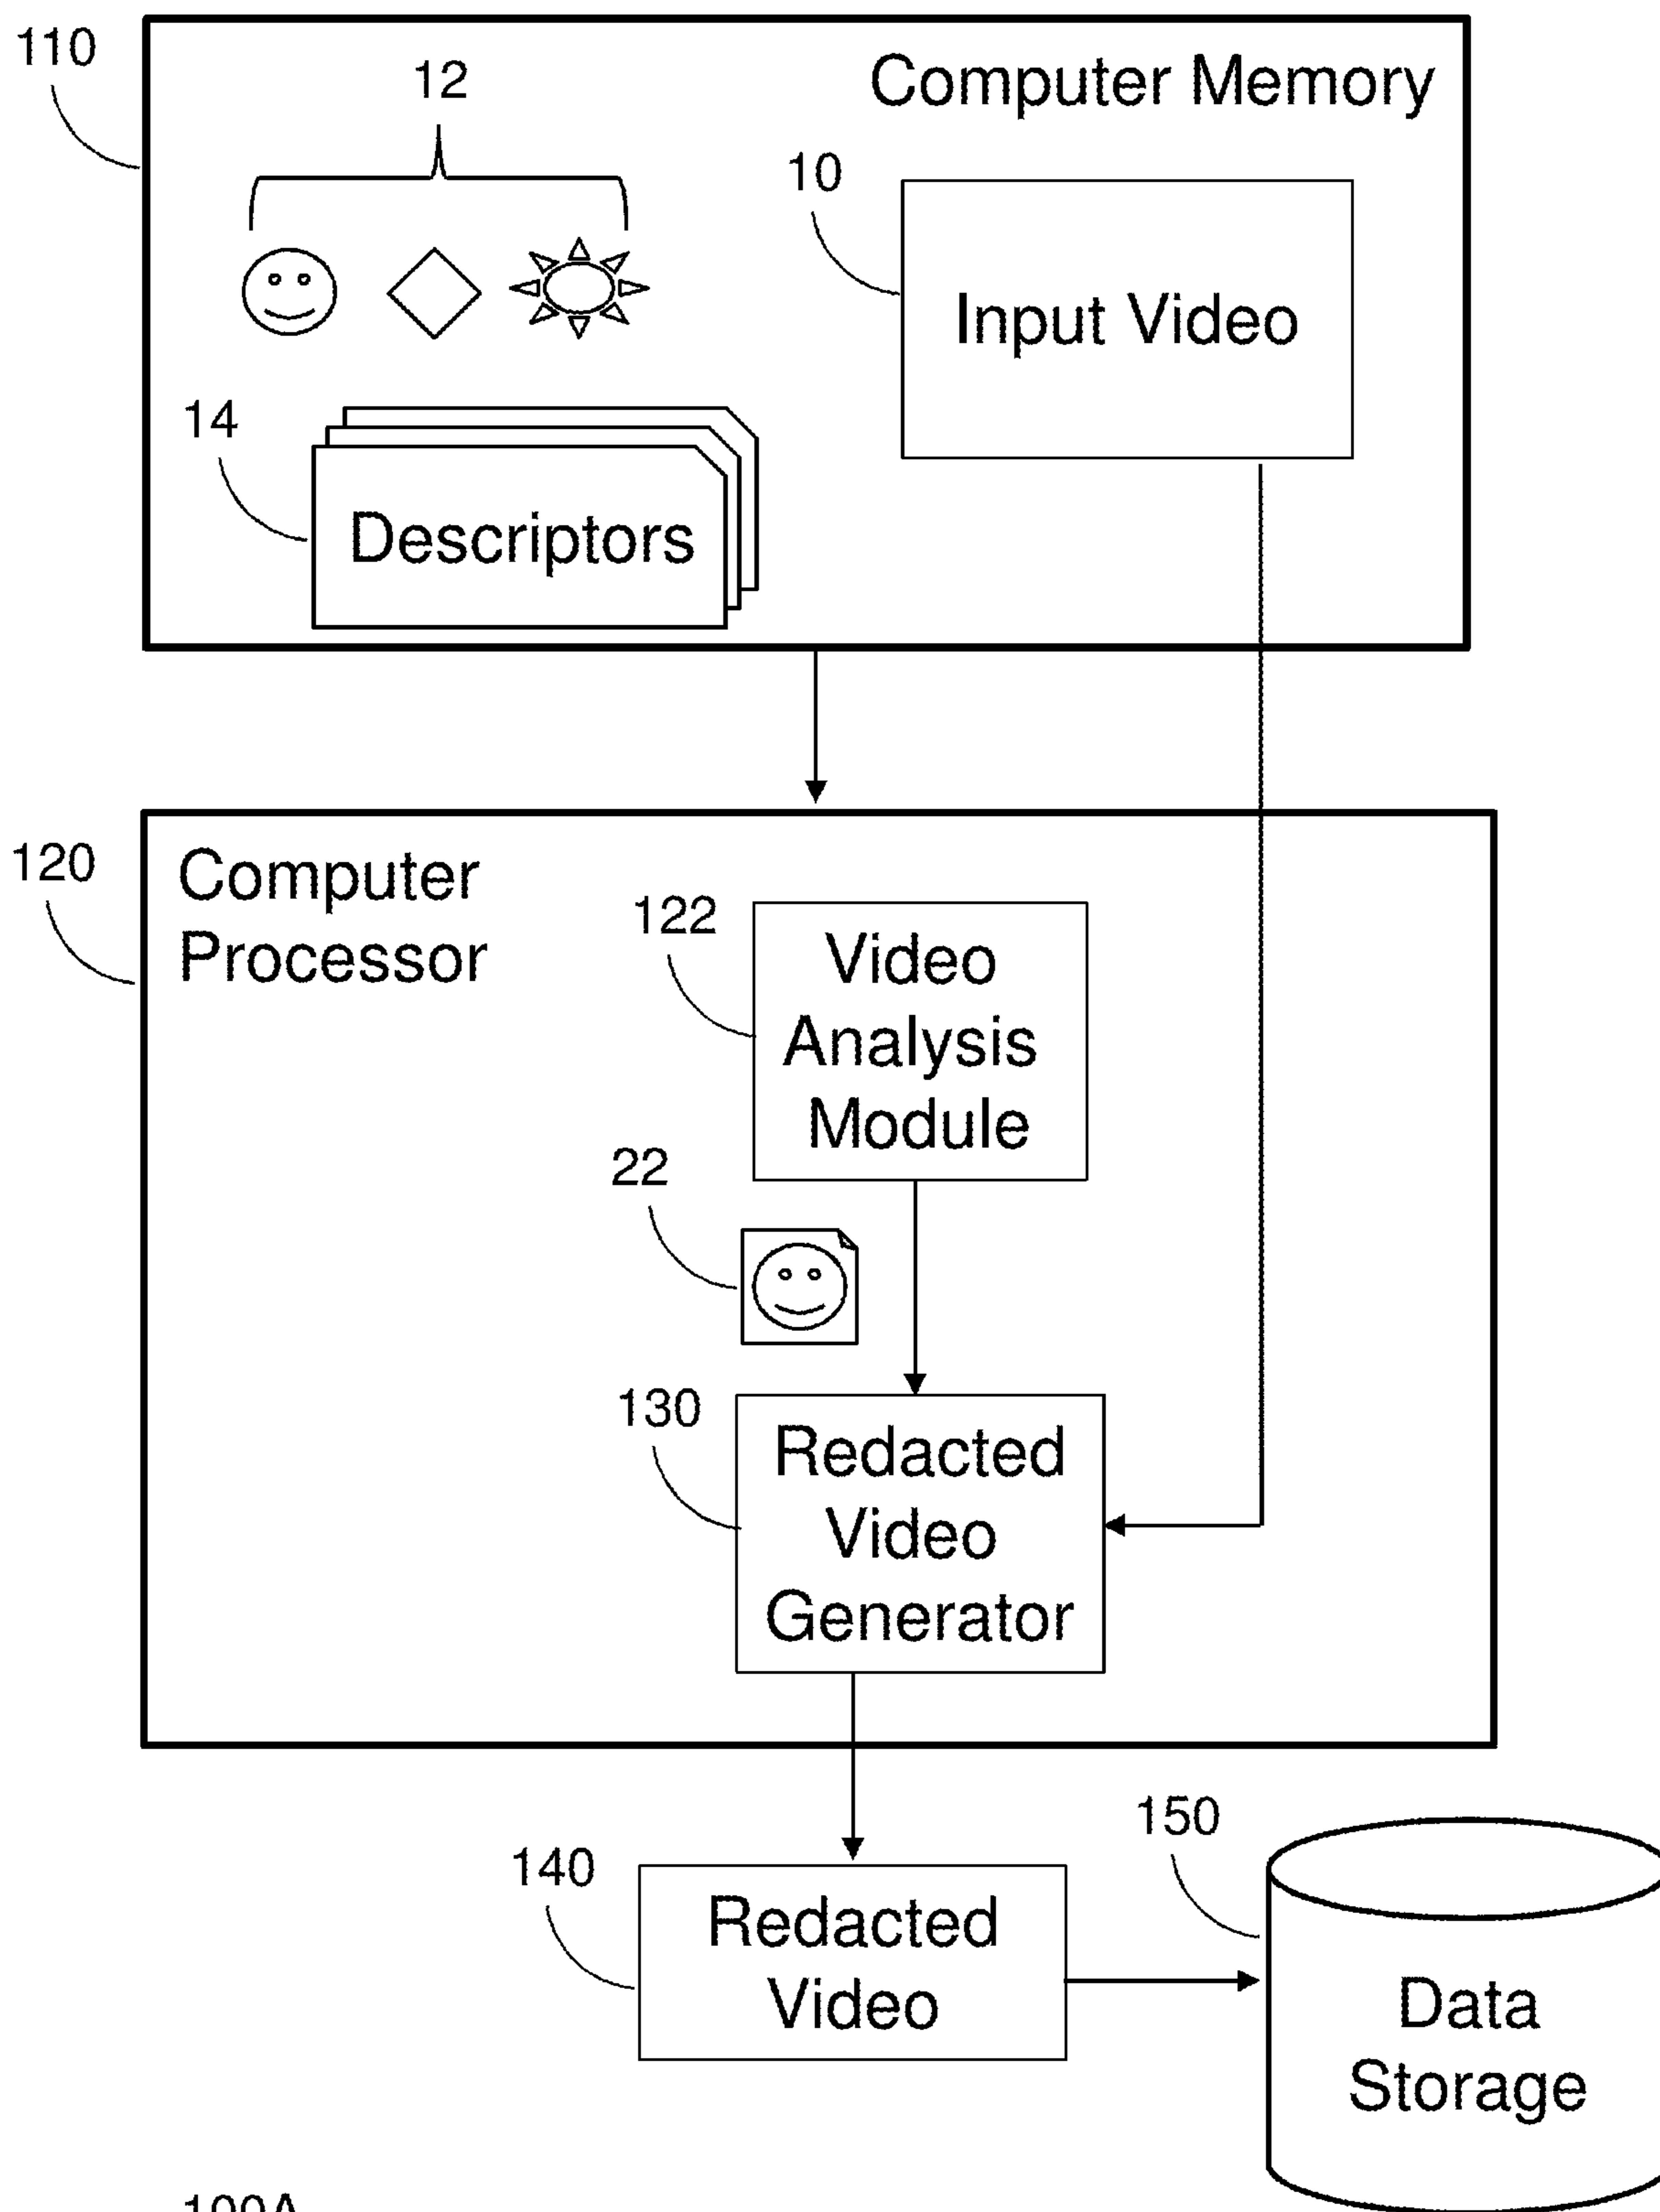 110
12
Computer Memory
10
Input Video
14
Descriptors
120
Computer
Processor
122
Video
Analysis
Module
22
130
Redacted
Video
Generator
150
140
Redacted
Video
Data
Storage
100A